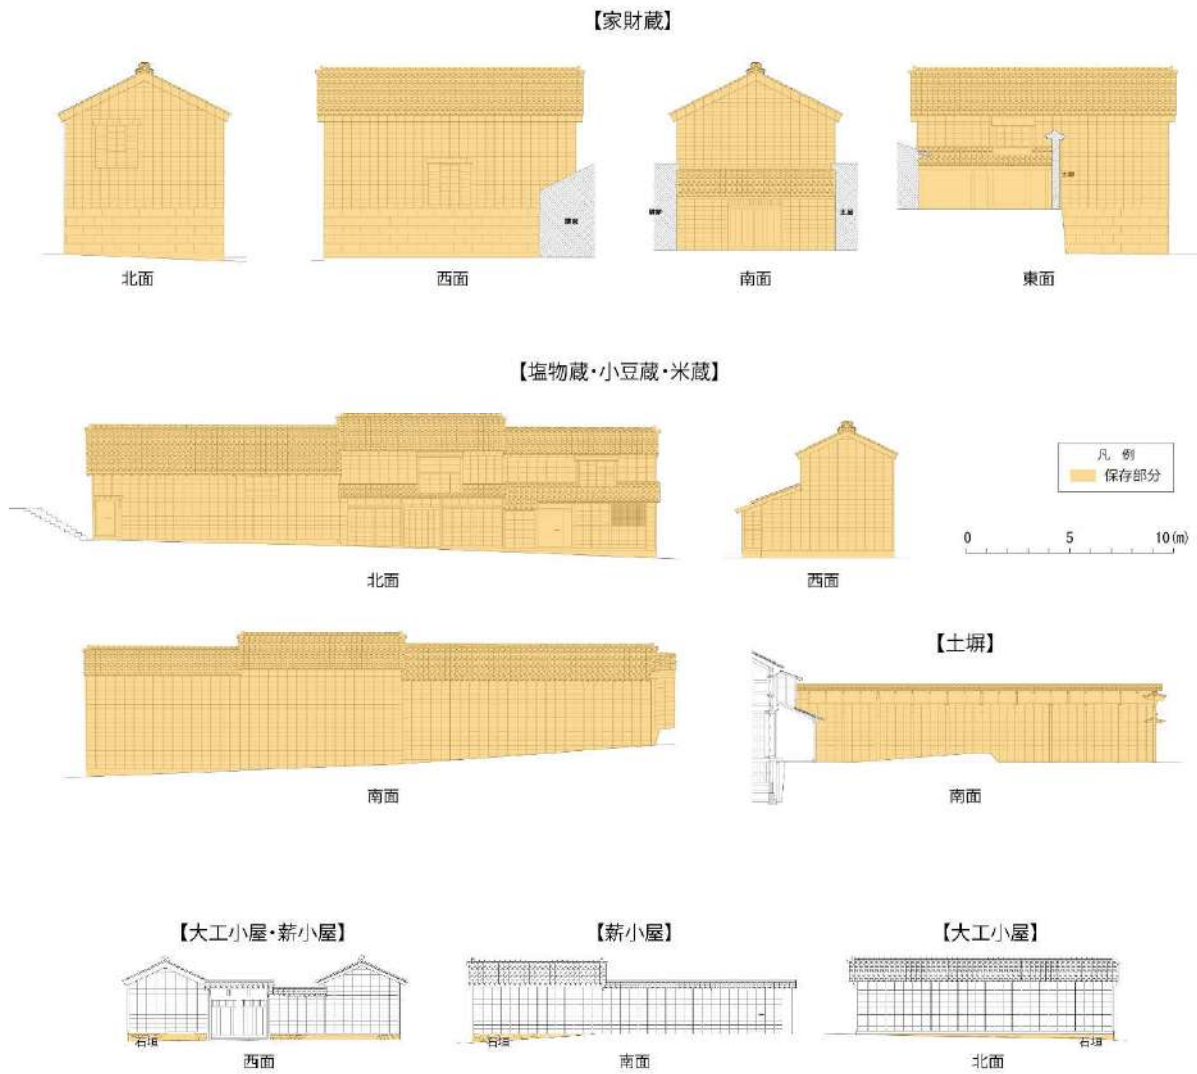 【家財蔵】
土塀
北面
西面
南面
東面
【塩物蔵・小豆蔵・米蔵】
凡 例
保存部分
0 5 10(m)
北面
西面
【土塀】
南面
南面
【大工小屋・薪小屋】
【薪小屋】
【大工小屋】
石垣
石垣
石垣
西面
南面
北面